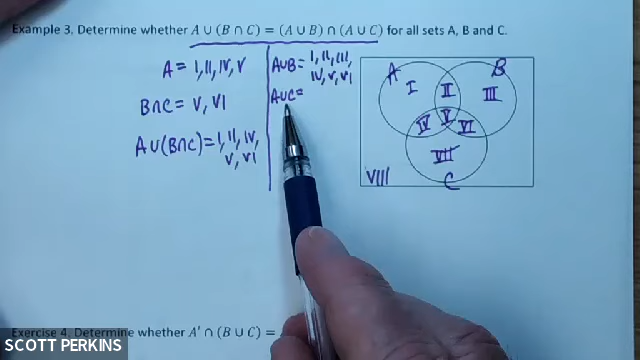 Example 3. Determine whether A ∪ (B ∩ C) = (A ∪ B) ∩ (A ∪ C) for all sets A, B and C.
A = I, II, IV, V
B∩C = V, VI
A∪(B∩C) = I, II, IV,
V, VI
A∪B = I, II, III,
IV, V, VI
A∪C =
A
B
I
II
III
IV
V
VI
VII
VIII
C
Exercise 4. Determine whether A′ ∩ (B ∪ C) =
SCOTT PERKINS